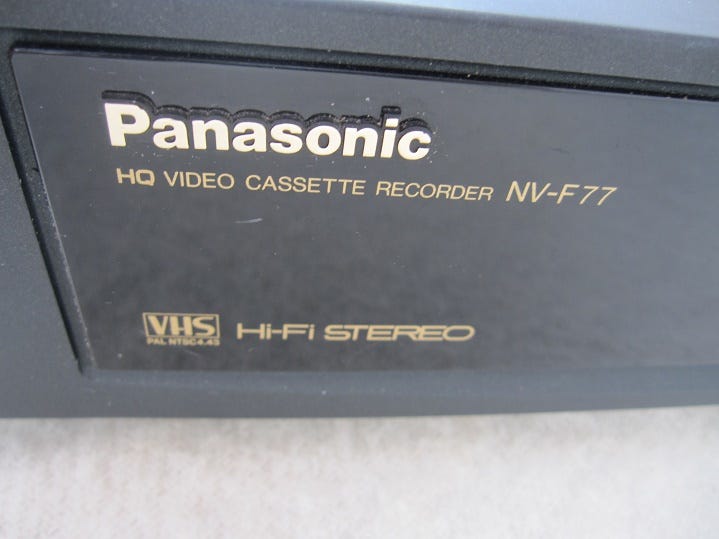 Panasonic
HQ VIDEO CASSETTE RECORDER NV-F77
VHS Hi-Fi STEREO
PAL NTSC4.43